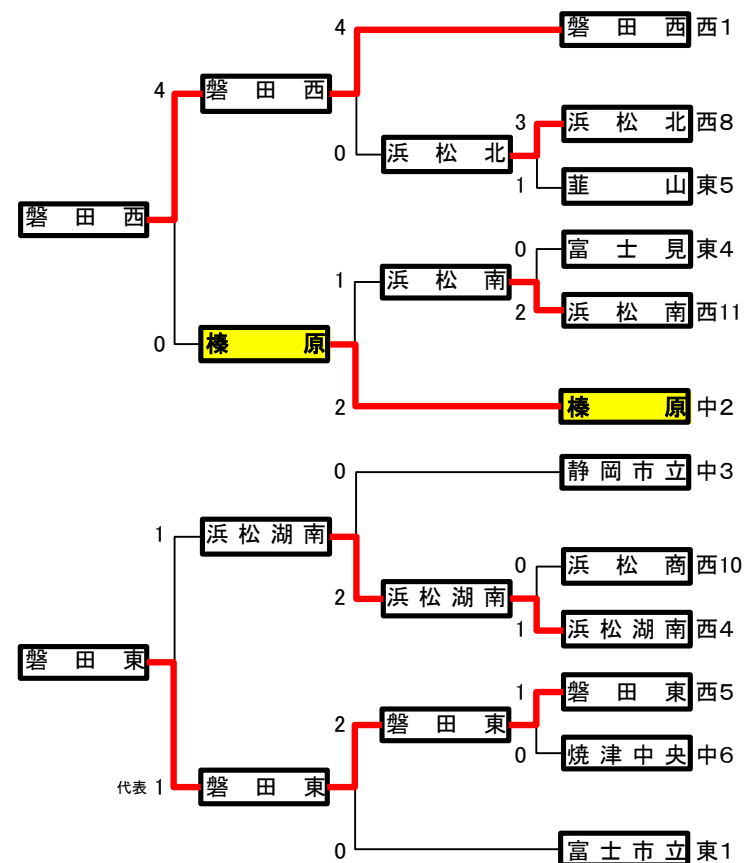 4 磐田西 西1
4 磐田西
3 浜松北 西8
0 浜松北
1 韮山 東5
磐田西
0 富士見 東4
1 浜松南
2 浜松南 西11
0 榛原
2 榛原 中2
0 静岡市立 中3
1 浜松湖南
0 浜松商 西10
2 浜松湖南
1 浜松湖南 西4
磐田東
1 磐田東 西5
2 磐田東
0 焼津中央 中6
代表 1 磐田東
0 富士市立 東1